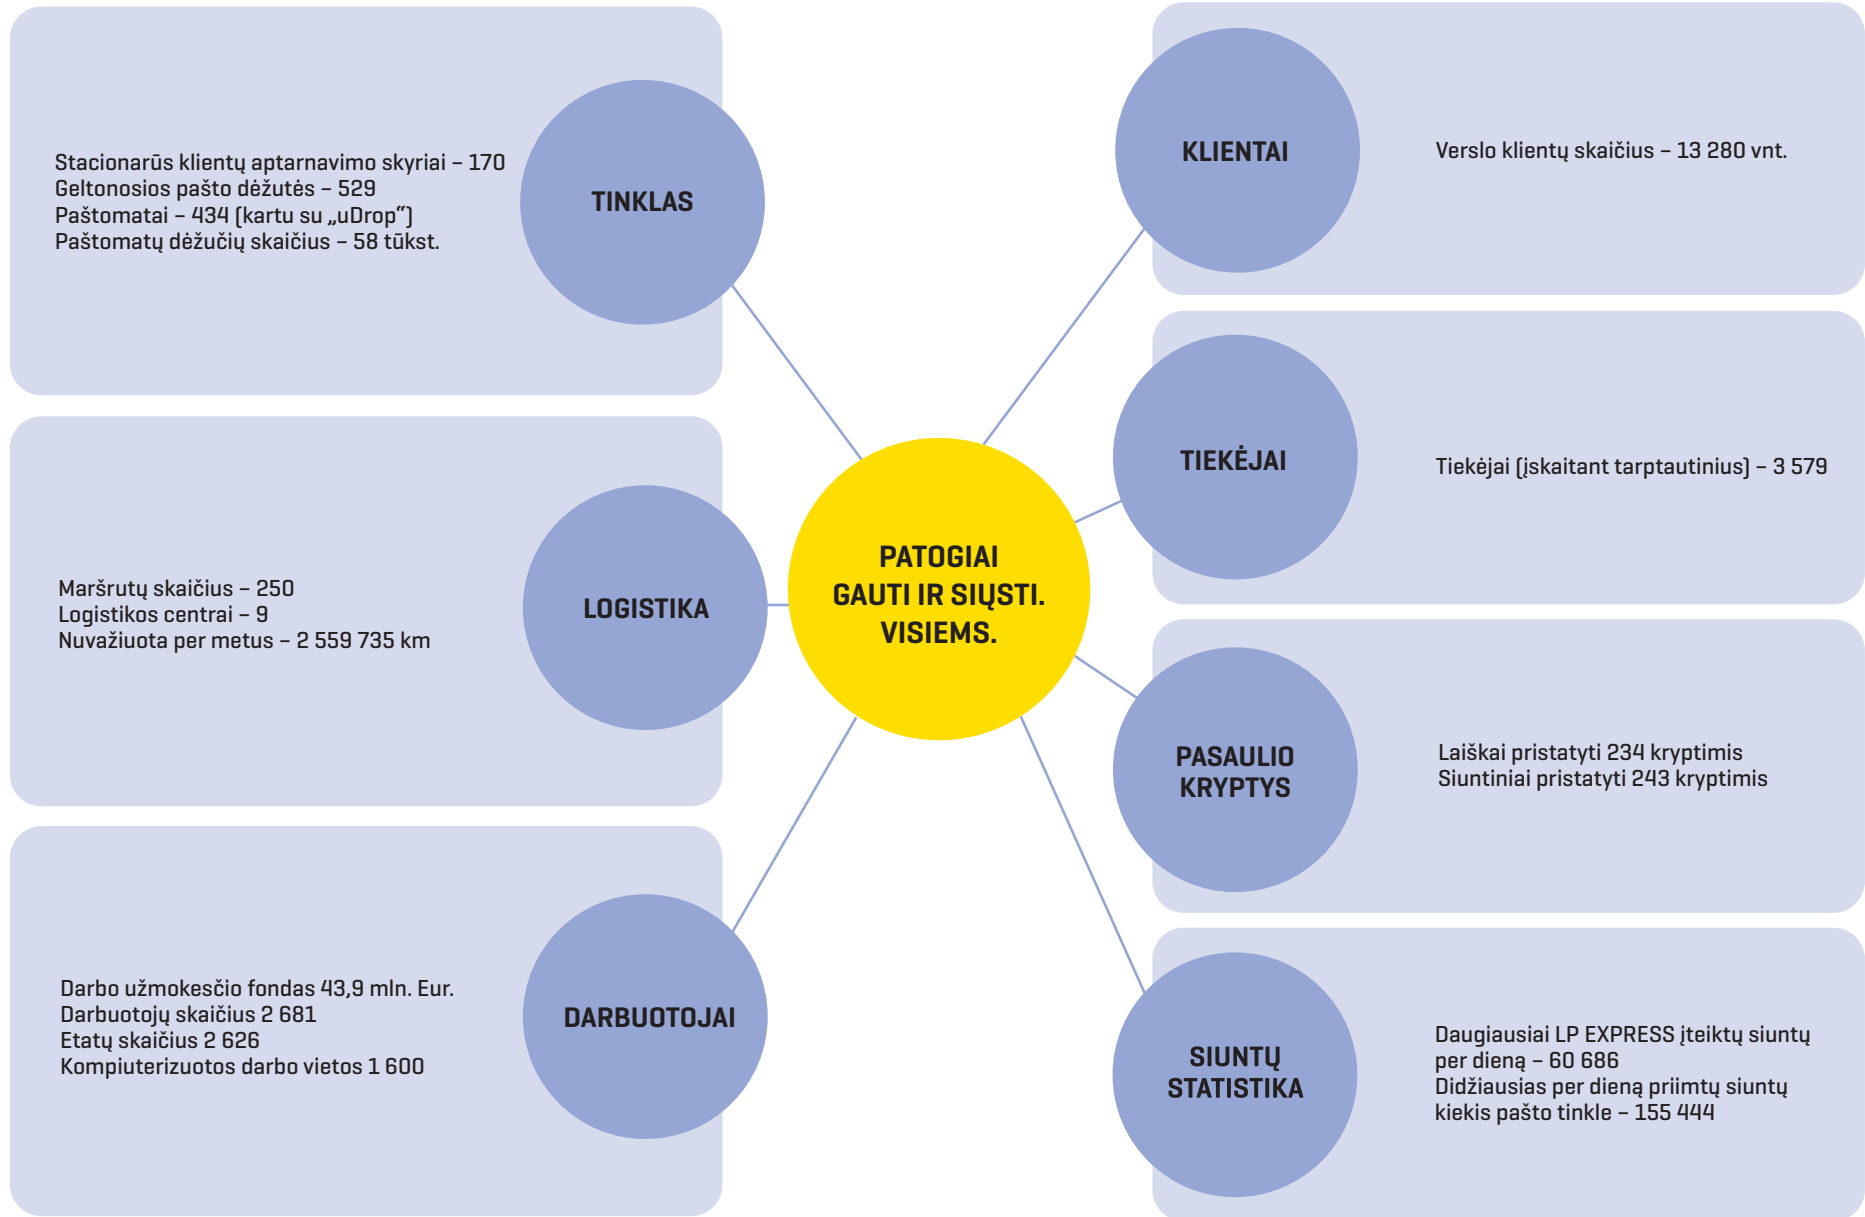 TINKLAS
Stacionarūs klientų aptarnavimo skyriai – 170
Geltonosios pašto dėžutės – 529
Paštomatai – 434 (kartu su „uDrop“)
Paštomatų dėžučių skaičius – 58 tūkst.
LOGISTIKA
Maršrutų skaičius – 250
Logistikos centrai – 9
Nuvažiuota per metus – 2 559 735 km
DARBUOTOJAI
Darbo užmokesčio fondas 43,9 mln. Eur.
Darbuotojų skaičius 2 681
Etatų skaičius 2 626
Kompiuterizuotos darbo vietos 1 600
PATOGIAI
GAUTI IR SIŲSTI.
VISIEMS.
KLIENTAI
Verslo klientų skaičius – 13 280 vnt.
TIEKĖJAI
Tiekėjai (įskaitant tarptautinius) – 3 579
PASAULIO
KRYPTYS
Laiškai pristatyti 234 kryptimis
Siuntiniai pristatyti 243 kryptimis
SIUNTŲ
STATISTIKA
Daugiausiai LP EXPRESS įteiktų siuntų
per dieną – 60 686
Didžiausias per dieną priimtų siuntų
kiekis pašto tinkle – 155 444